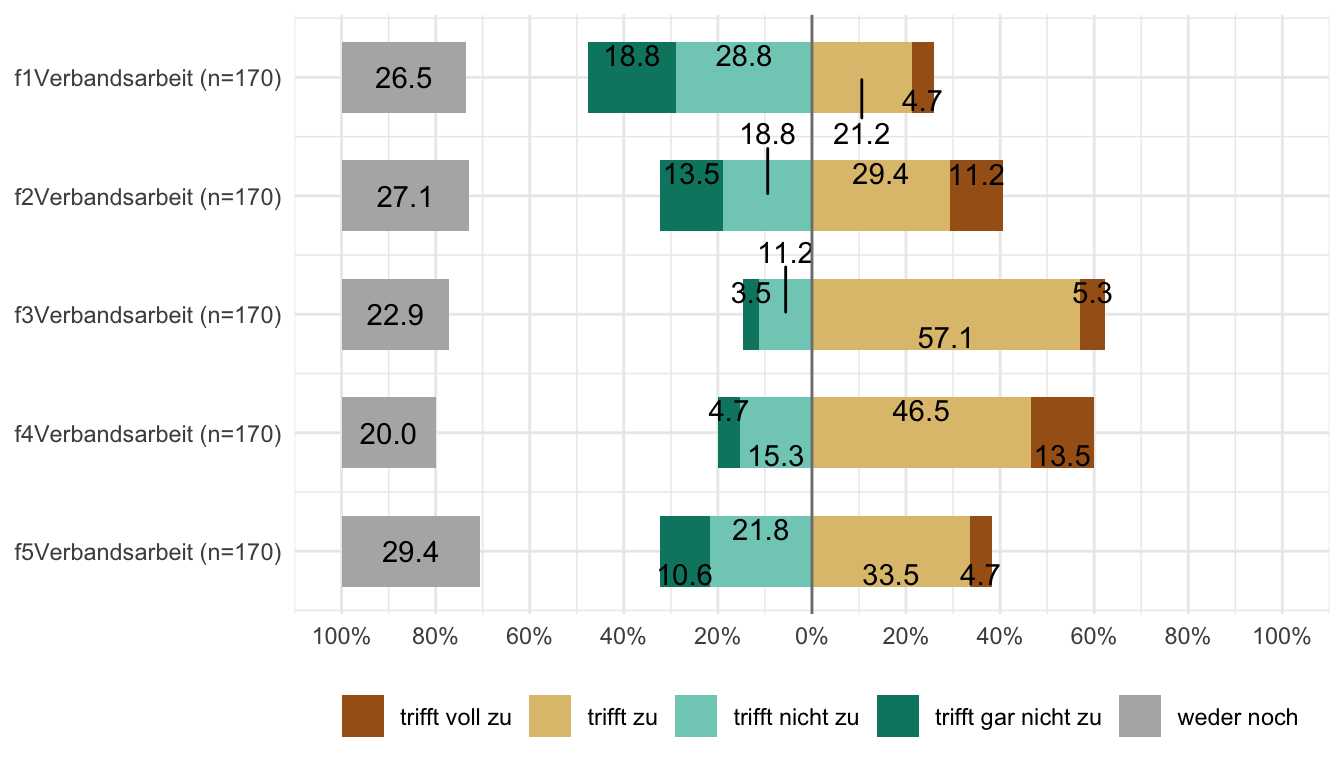 f1Verbandsarbeit (n=170) 26.5 18.8 28.8 21.2 4.7
f2Verbandsarbeit (n=170) 27.1 13.5 18.8 29.4 11.2
f3Verbandsarbeit (n=170) 22.9 3.5 11.2 57.1 5.3
f4Verbandsarbeit (n=170) 20.0 4.7 15.3 46.5 13.5
f5Verbandsarbeit (n=170) 29.4 10.6 21.8 33.5 4.7
100% 80% 60% 40% 20% 0% 20% 40% 60% 80% 100%
trifft voll zu trifft zu trifft nicht zu trifft gar nicht zu weder noch